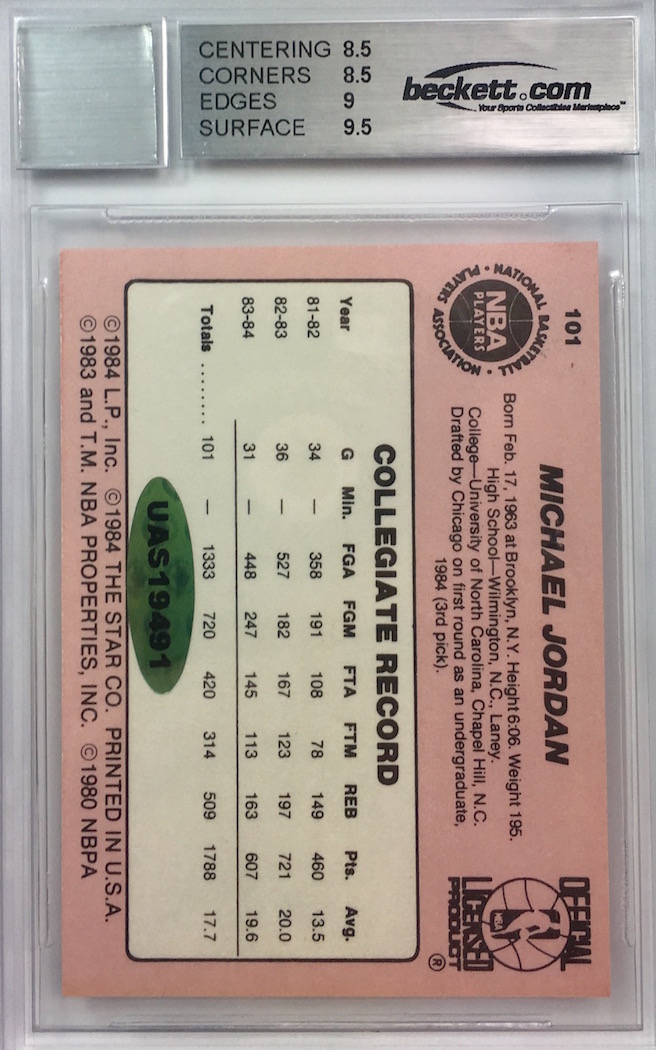 CENTERING 8.5
CORNERS 8.5
EDGES 9
SURFACE 9.5
beckett.com
Your Sports Collectibles Marketplace™
101
NATIONAL BASKETBALL PLAYERS ASSOCIATION
NBA
PLAYERS
MICHAEL JORDAN
Born Feb. 17, 1963 at Brooklyn, N.Y. Height 6:06. Weight 195.
High School—Wilmington, N.C., Laney.
College—University of North Carolina, Chapel Hill, N.C.
Drafted by Chicago on first round as an undergraduate,
1984 (3rd pick).
OFFICIAL
NBA
LICENSED
PRODUCT
®
COLLEGIATE RECORD
Year G Min. FGA FGM FTA FTM REB Pts. Avg.
81-82 34 — 358 191 108 78 149 460 13.5
82-83 36 — 527 182 167 123 197 721 20.0
83-84 31 — 448 247 145 113 163 607 19.6
Totals ......... 101 — 1333 720 420 314 509 1788 17.7
UAS19491
©1984 L.P., Inc. ©1984 THE STAR CO. PRINTED IN U.S.A.
©1983 and T.M. NBA PROPERTIES, INC. ©1980 NBPA